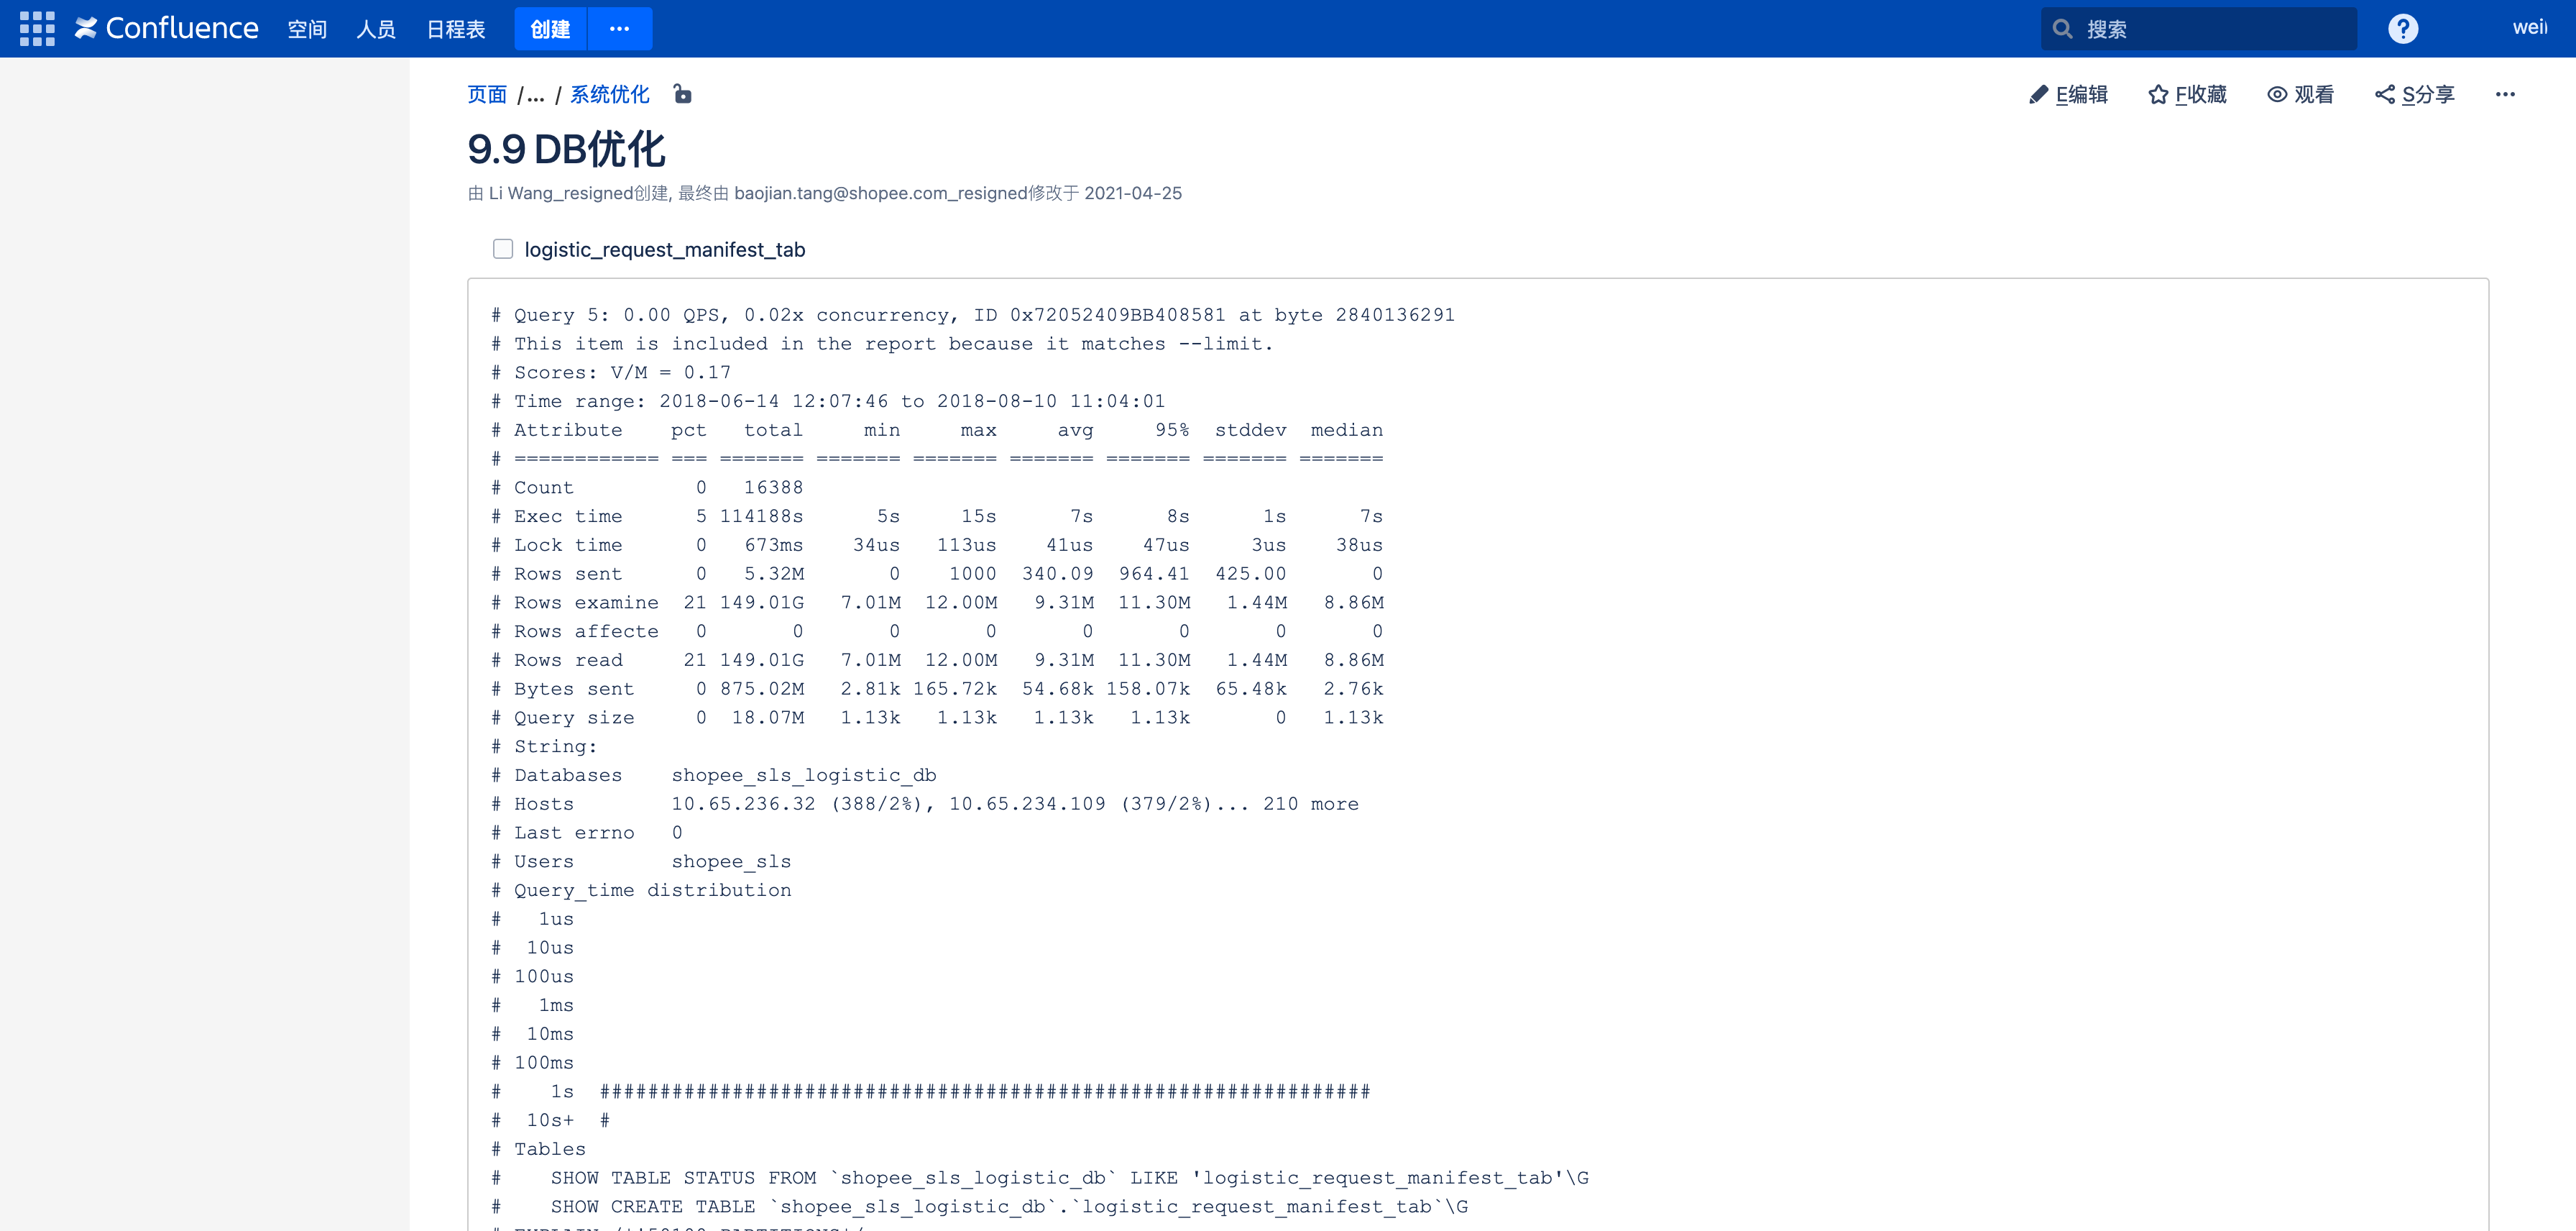 Confluence 空间 人员 日程表 创建 ··· 搜索 ?
页面 /... / 系统优化 E编辑 F收藏 观看 S分享 ···
9.9 DB优化
由 Li Wang_resigned创建, 最终由 baojian.tang@shopee.com_resigned修改于 2021-04-25
logistic_request_manifest_tab
# Query 5: 0.00 QPS, 0.02x concurrency, ID 0x72052409BB408581 at byte 2840136291
# This item is included in the report because it matches --limit.
# Scores: V/M = 0.17
# Time range: 2018-06-14 12:07:46 to 2018-08-10 11:04:01
# Attribute    pct   total     min     max     avg     95%  stddev  median
# ============ === ======= ======= ======= ======= ======= ======= =======
# Count          0   16388
# Exec time      5 114188s      5s     15s      7s      8s      1s      7s
# Lock time      0   673ms    34us   113us    41us    47us     3us    38us
# Rows sent      0   5.32M       0    1000  340.09  964.41  425.00       0
# Rows examine  21 149.01G   7.01M  12.00M   9.31M  11.30M   1.44M   8.86M
# Rows affecte   0       0       0       0       0       0       0       0
# Rows read     21 149.01G   7.01M  12.00M   9.31M  11.30M   1.44M   8.86M
# Bytes sent     0 875.02M   2.81k 165.72k  54.68k 158.07k  65.48k   2.76k
# Query size     0  18.07M   1.13k   1.13k   1.13k   1.13k       0   1.13k
# String:
# Databases    shopee_sls_logistic_db
# Hosts        10.65.236.32 (388/2%), 10.65.234.109 (379/2%)... 210 more
# Last errno   0
# Users        shopee_sls
# Query_time distribution
#   1us
#  10us
# 100us
#   1ms
#  10ms
# 100ms
#    1s  ################################################################
#  10s+  #
# Tables
#    SHOW TABLE STATUS FROM `shopee_sls_logistic_db` LIKE 'logistic_request_manifest_tab'\G
#    SHOW CREATE TABLE `shopee_sls_logistic_db`.`logistic_request_manifest_tab`\G